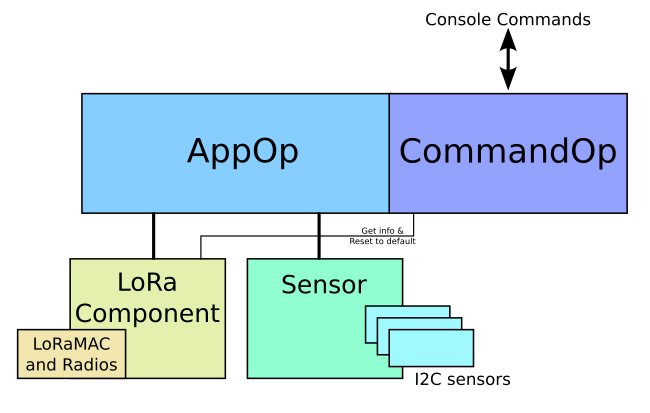 Console Commands
AppOp
CommandOp
Get info &
Reset to default
LoRa
Component
Sensor
LoRaMAC
and Radios
I2C sensors